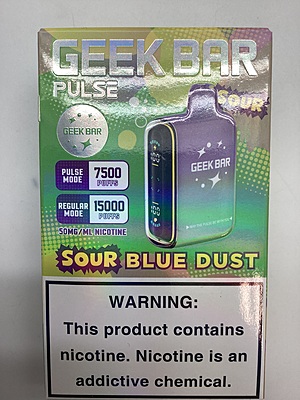 GEEK BAR
PULSE
SOUR
GEEK BAR
GEEK BAR
PULSE MODE 7500 PUFFS
REGULAR MODE 15000 PUFFS
50MG/ML NICOTINE
SOUR BLUE DUST
WARNING:
This product contains
nicotine. Nicotine is an
addictive chemical.